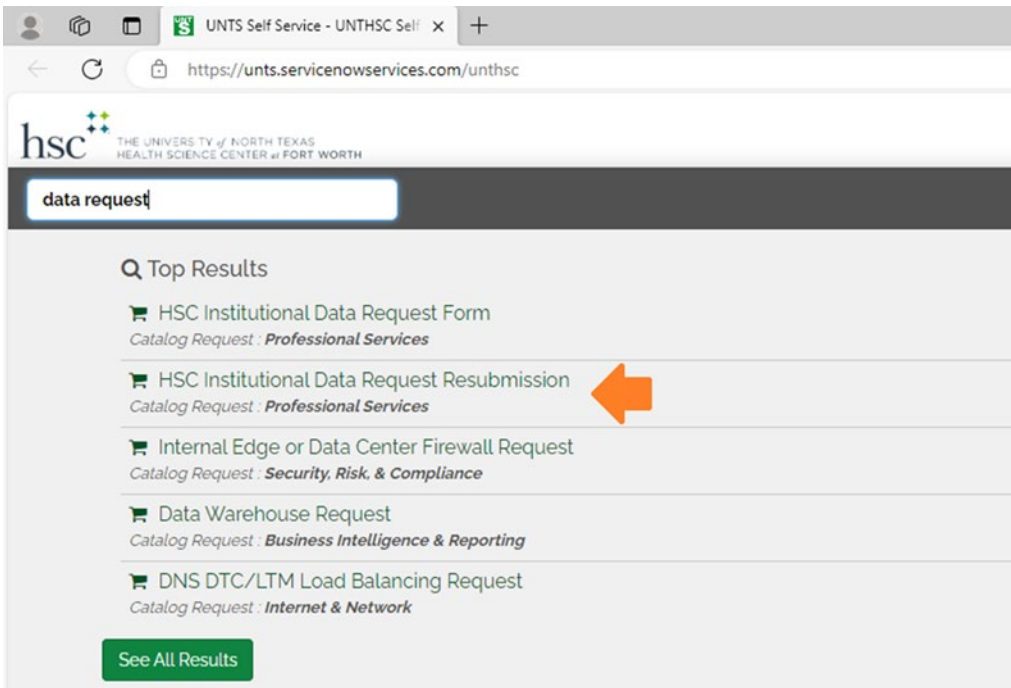 UNTS Self Service - UNTHSC Self
https://unts.servicenowservices.com/unthsc
hsc
THE UNIVERSITY of NORTH TEXAS
HEALTH SCIENCE CENTER at FORT WORTH
data request
Top Results
HSC Institutional Data Request Form
Catalog Request : Professional Services
HSC Institutional Data Request Resubmission
Catalog Request : Professional Services
Internal Edge or Data Center Firewall Request
Catalog Request : Security, Risk, & Compliance
Data Warehouse Request
Catalog Request : Business Intelligence & Reporting
DNS DTC/LTM Load Balancing Request
Catalog Request : Internet & Network
See All Results